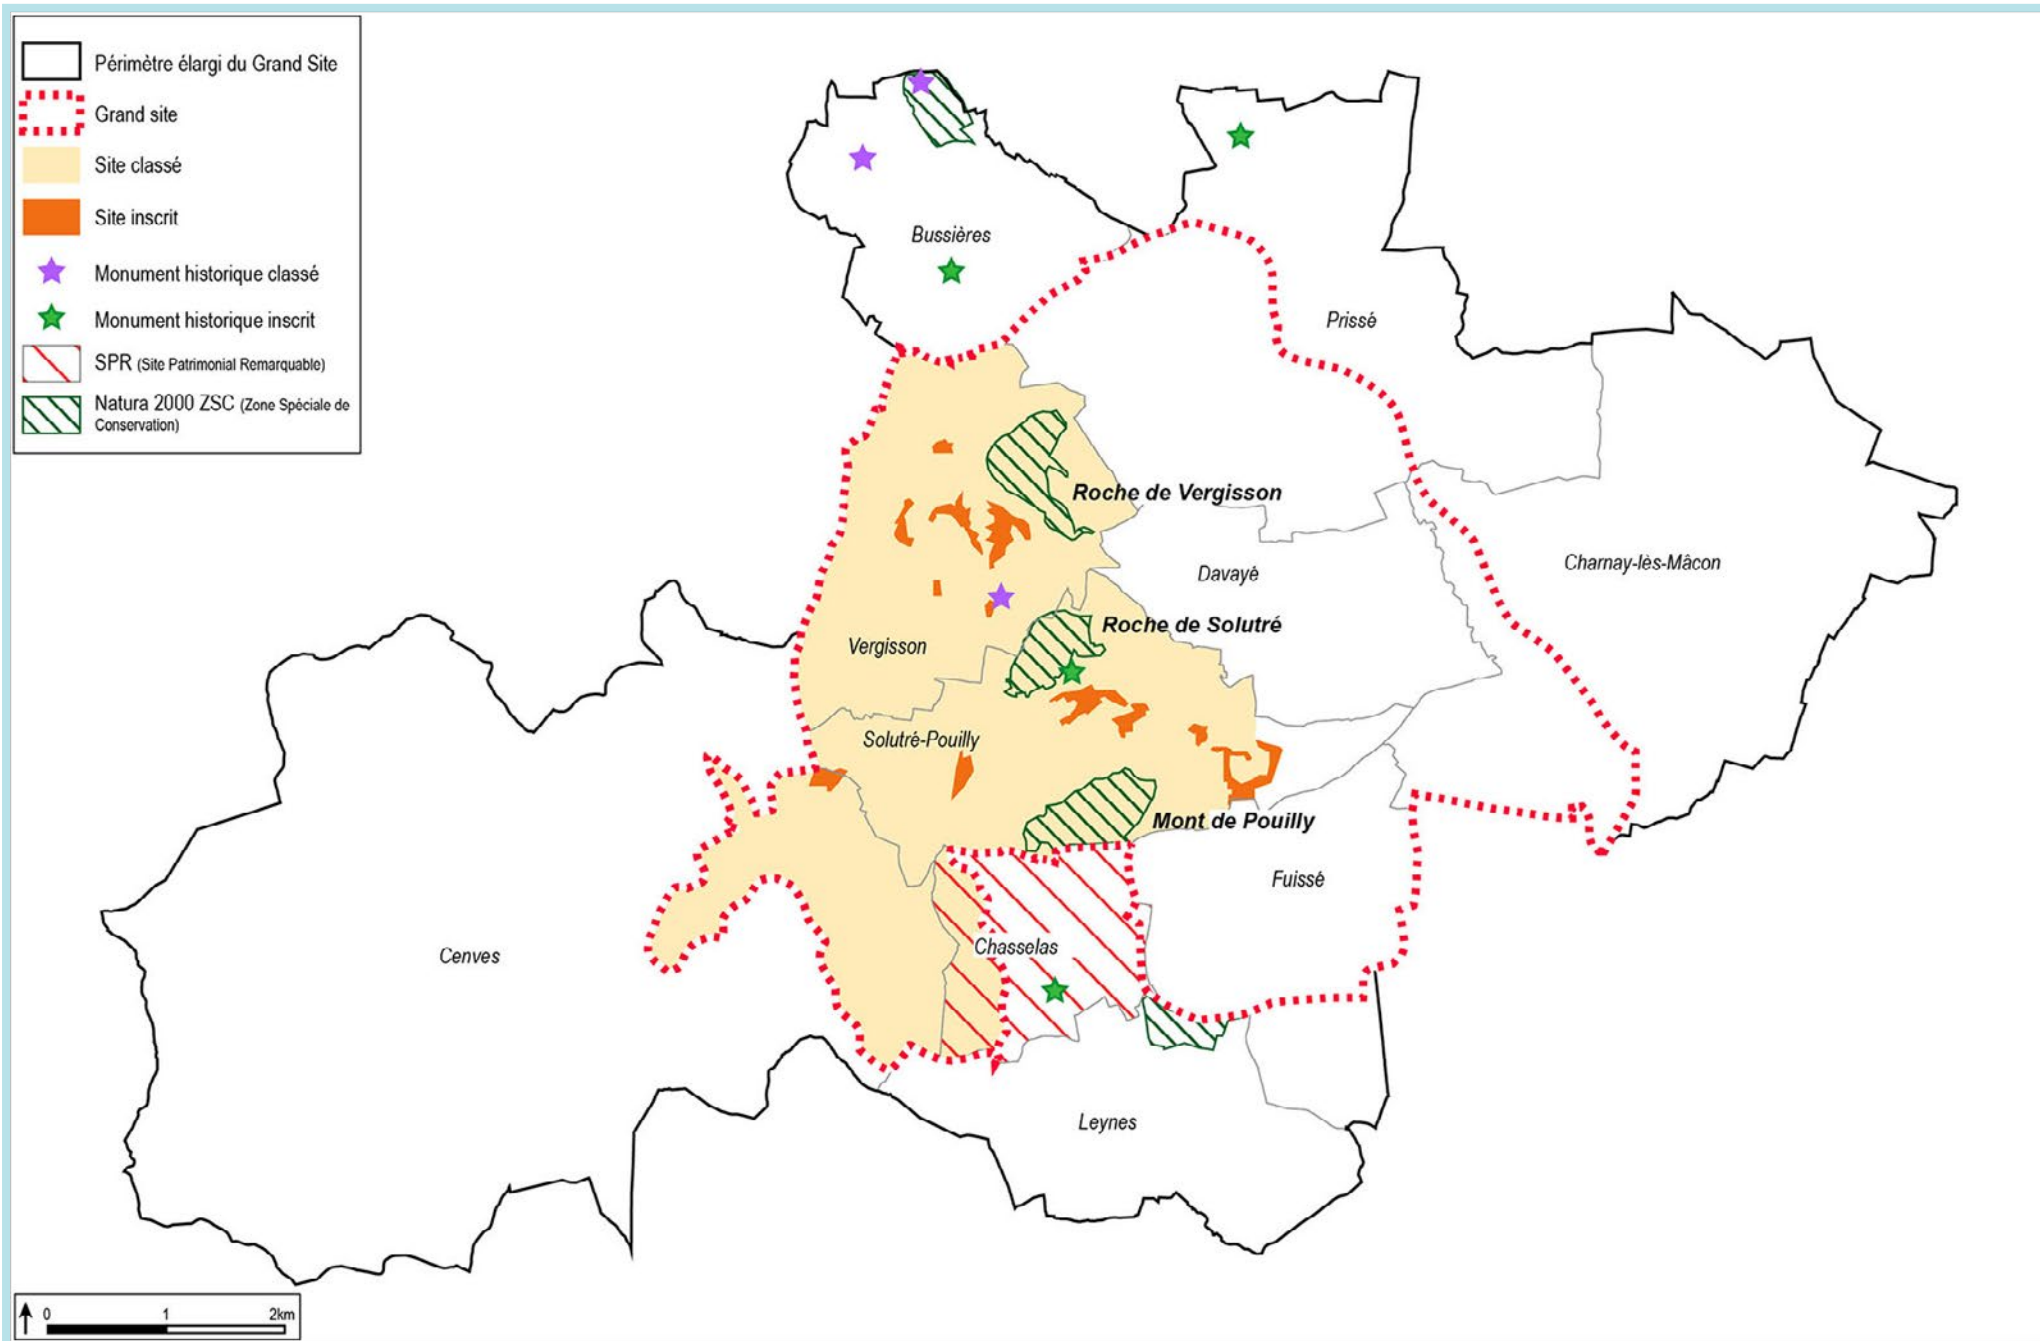 Périmètre élargi du Grand Site
Grand site
Site classé
Site inscrit
Monument historique classé
Monument historique inscrit
SPR (Site Patrimonial Remarquable)
Natura 2000 ZSC (Zone Spéciale de
Conservation)
Bussières
Prissé
Roche de Vergisson
Charnay-lès-Mâcon
Davayé
Roche de Solutré
Vergisson
Solutré-Pouilly
Mont de Pouilly
Fuissé
Chasselas
Cenves
Leynes
0 1 2km